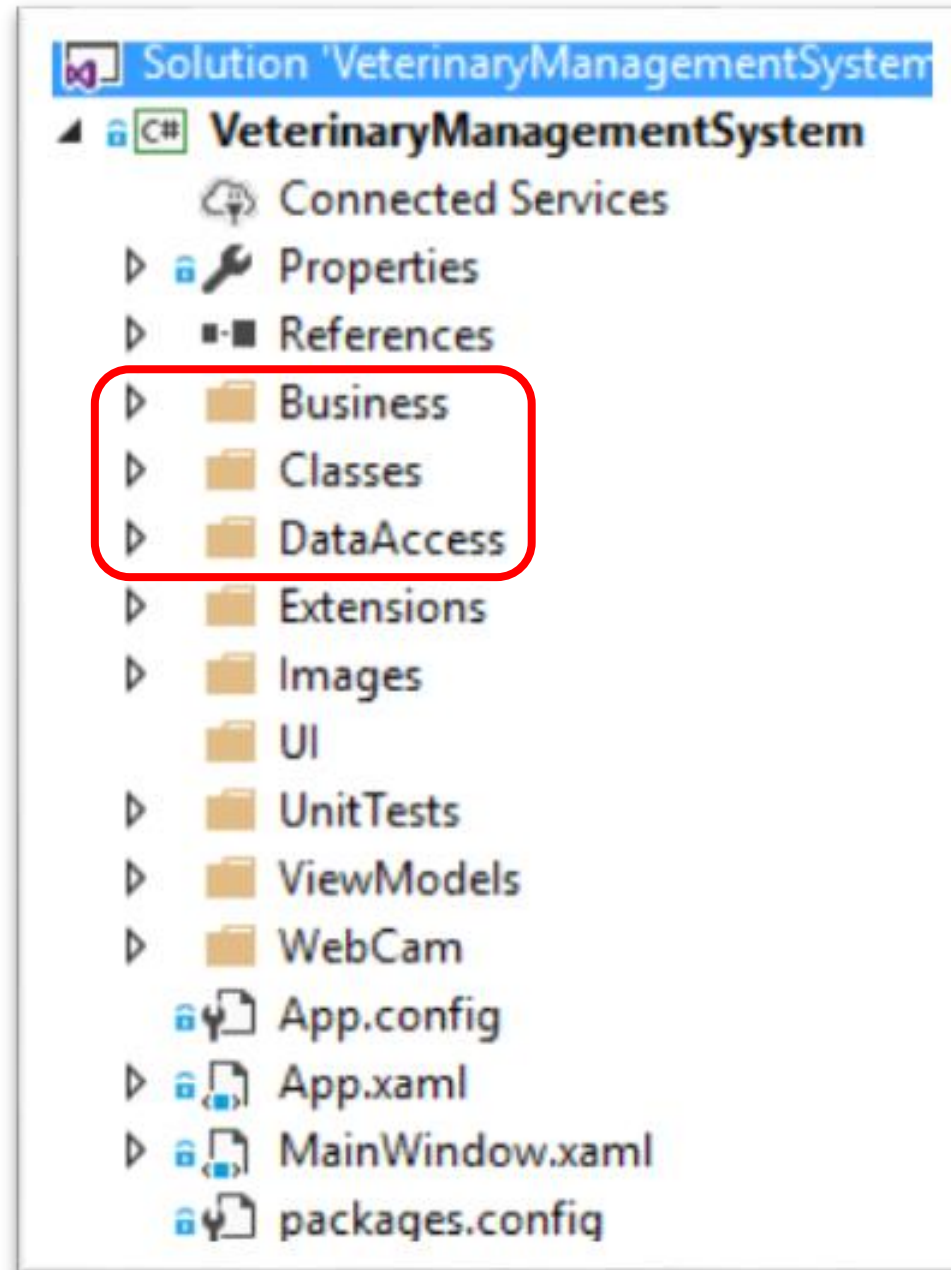 Solution 'VeterinaryManagementSystem
C# VeterinaryManagementSystem
Connected Services
Properties
References
Business
Classes
DataAccess
Extensions
Images
UI
UnitTests
ViewModels
WebCam
App.config
App.xaml
MainWindow.xaml
packages.config